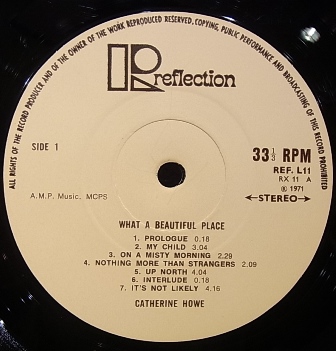 ALL RIGHTS OF THE RECORD PRODUCER AND OF THE OWNER OF THE WORK REPRODUCED RESERVED, COPYING, PUBLIC PERFORMANCE AND BROADCASTING OF THIS RECORD PROHIBITED
R reflection
SIDE 1
33 1/3 RPM
REF. L11
RX 11 A
℗ 1971
STEREO
A.M.P. Music, MCPS
WHAT A BEAUTIFUL PLACE
1. PROLOGUE 0.18
2. MY CHILD 3.04
3. ON A MISTY MORNING 2.29
4. NOTHING MORE THAN STRANGERS 2.09
5. UP NORTH 4.04
6. INTERLUDE 0.18
7. IT'S NOT LIKELY 4.16
CATHERINE HOWE